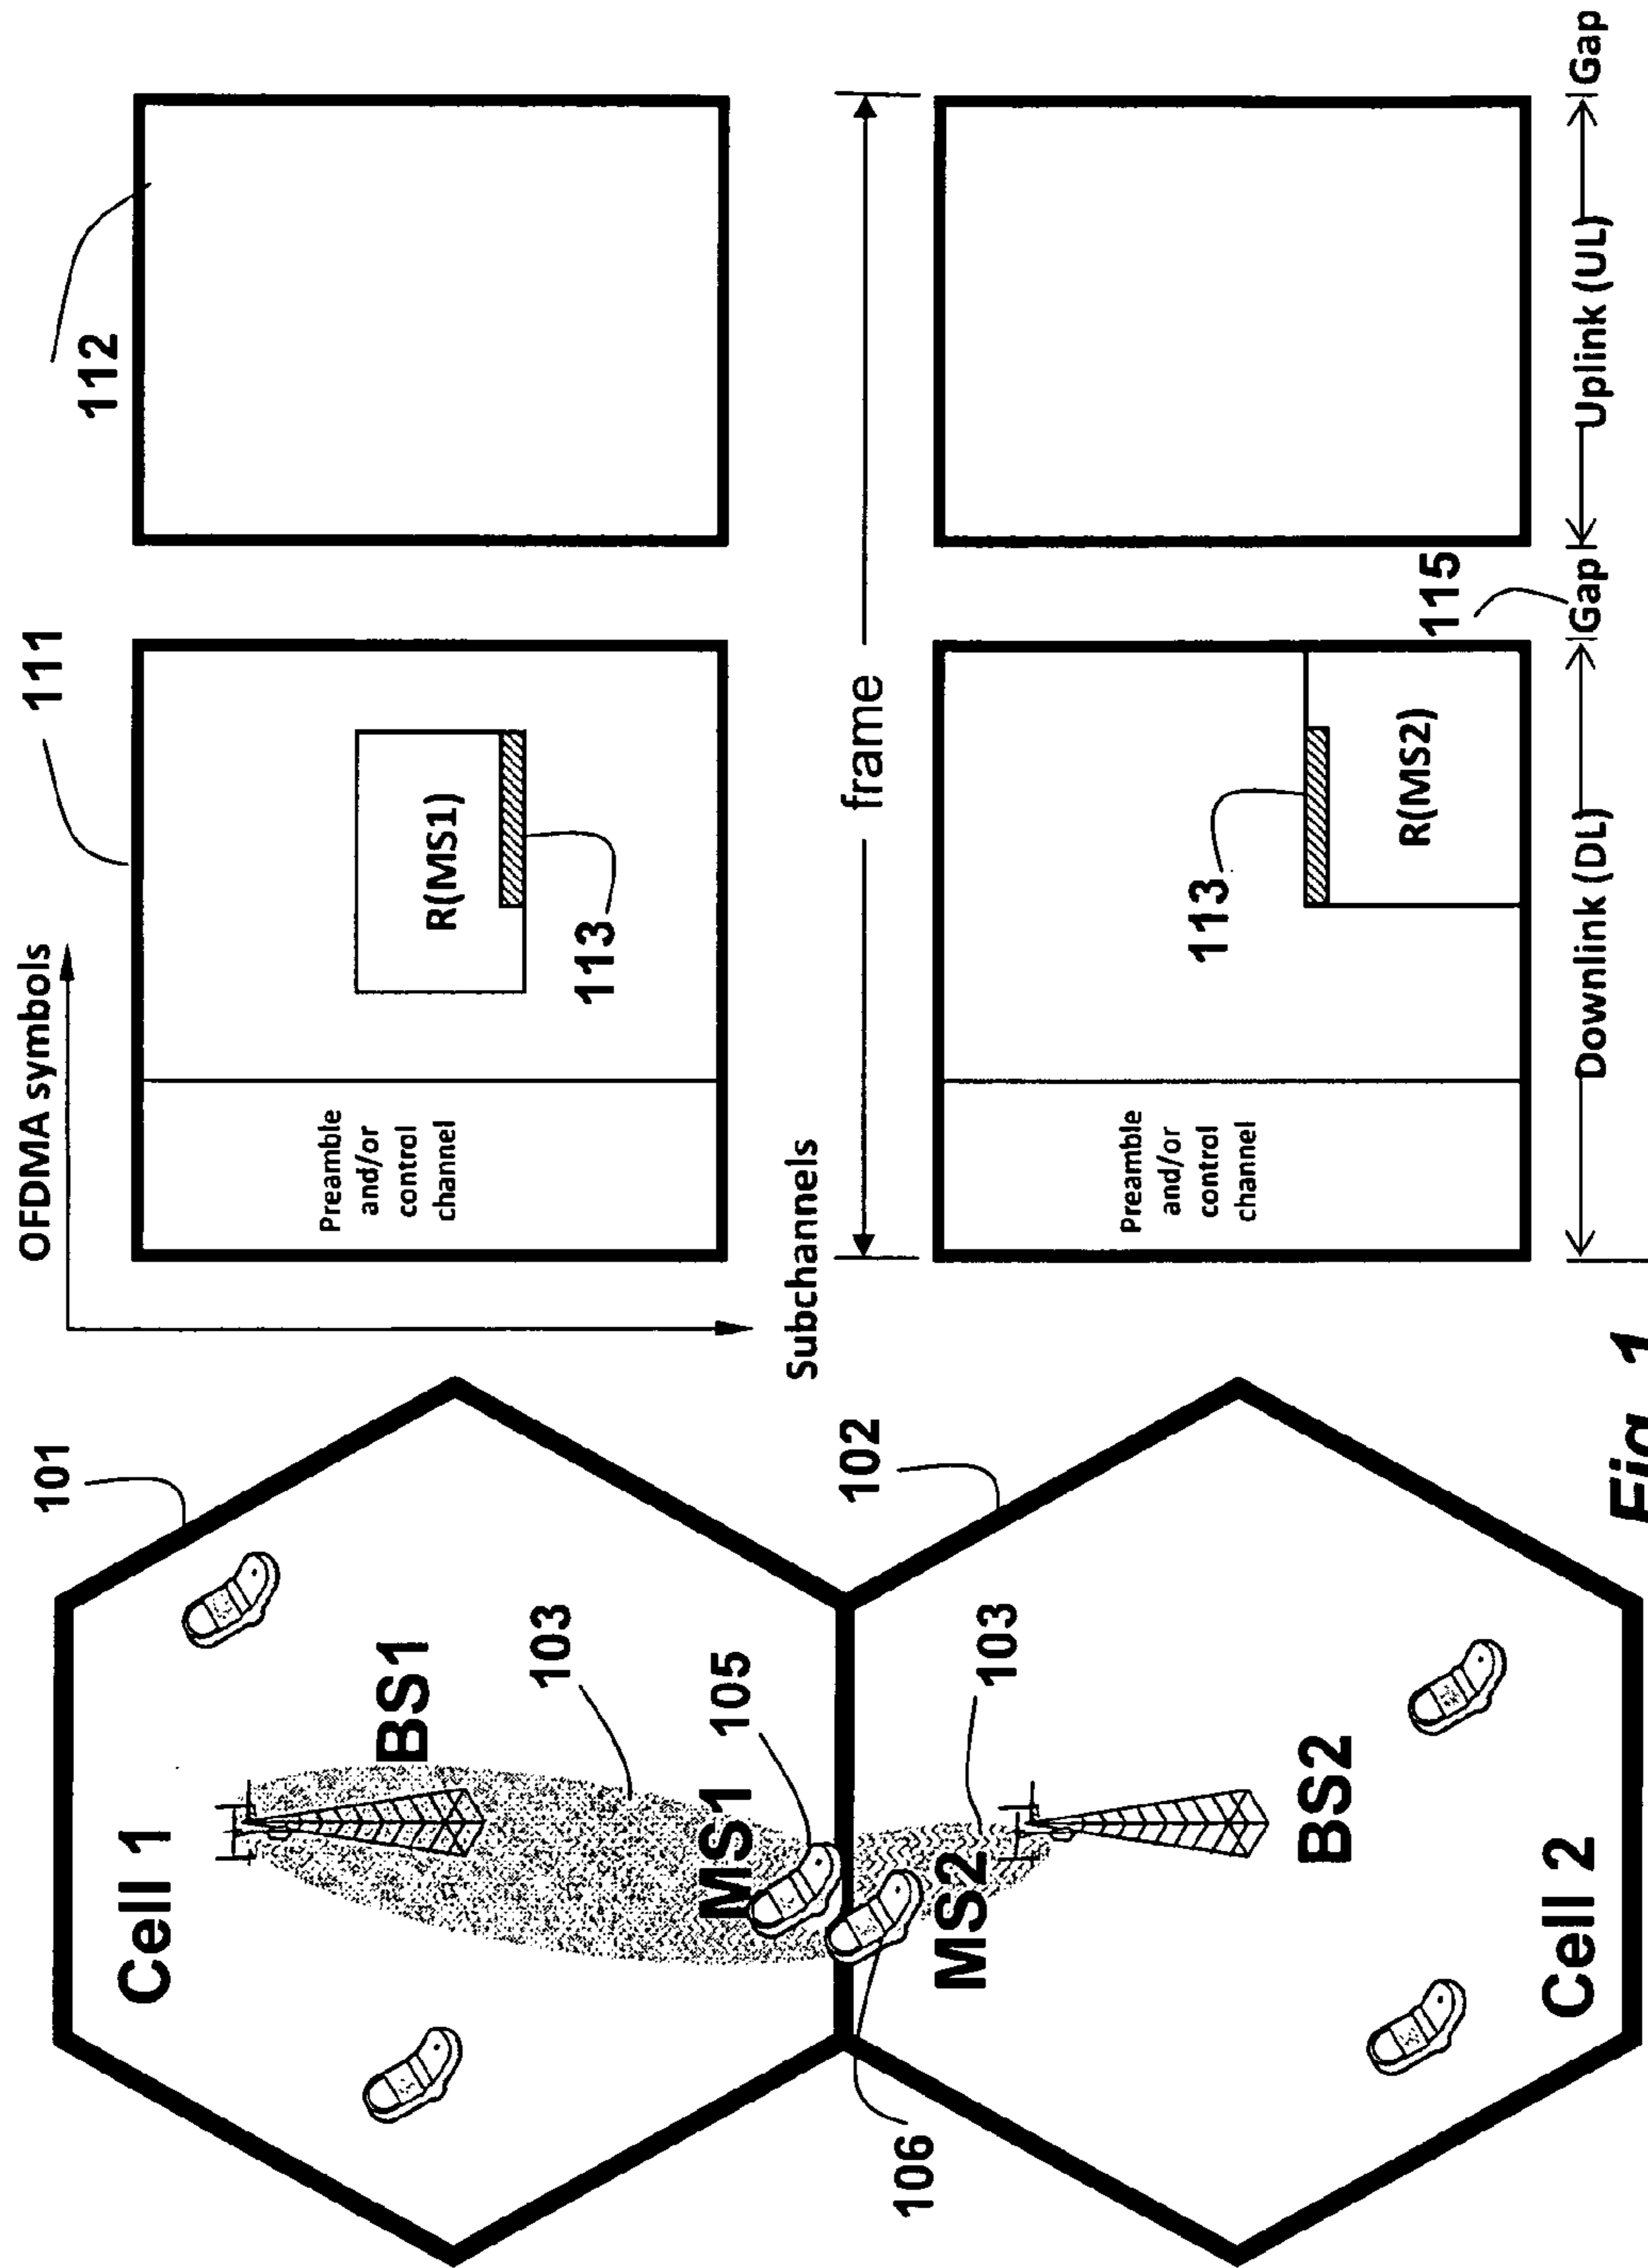 101
Cell 1
BS1
103
MS1
105
106
MS2
103
102
BS2
Cell 2
OFDMA symbols
111
112
Preamble
and/or
control
channel
R(MS1)
113
Subchannels
frame
Preamble
and/or
control
channel
113
R(MS2)
115
Downlink (DL)
Gap
Uplink (UL)
Gap
Fig. 1